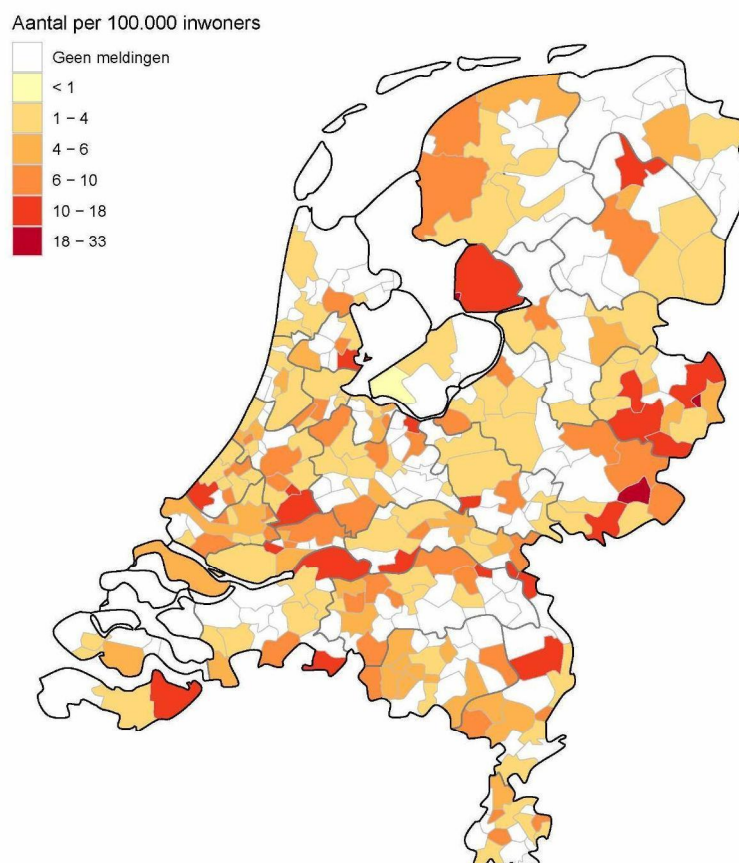 Aantal per 100.000 inwoners
Geen meldingen
< 1
1 – 4
4 – 6
6 – 10
10 – 18
18 – 33